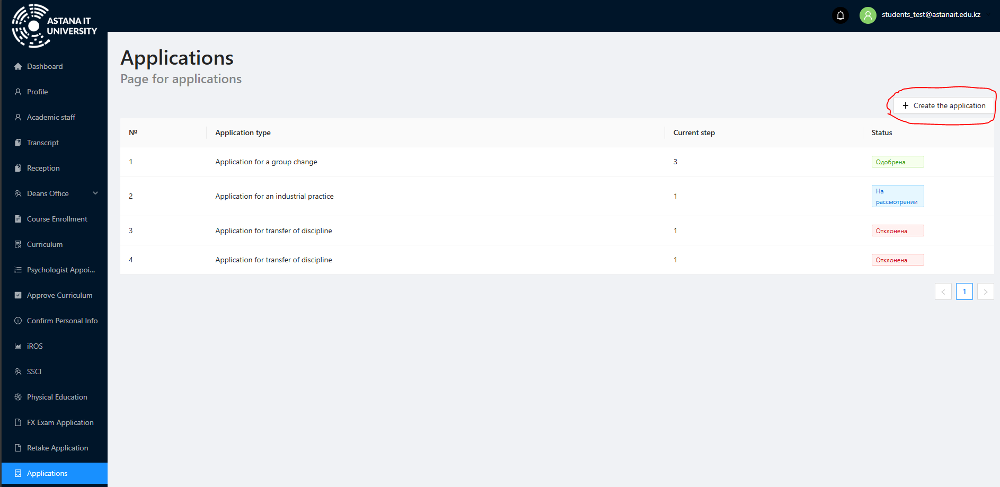 ASTANA IT
UNIVERSITY
students_test@astanait.edu.kz
Dashboard
Profile
Academic staff
Transcript
Reception
Deans Office
Course Enrollment
Curriculum
Psychologist Appoi...
Approve Curriculum
Confirm Personal Info
iROS
SSCI
Physical Education
FX Exam Application
Retake Application
Applications
Applications
Page for applications
+ Create the application
№ Application type Current step Status
1 Application for a group change 3 Одобрена
2 Application for an industrial practice 1 На
рассмотрении
3 Application for transfer of discipline 1 Отклонена
4 Application for transfer of discipline 1 Отклонена
< 1 >